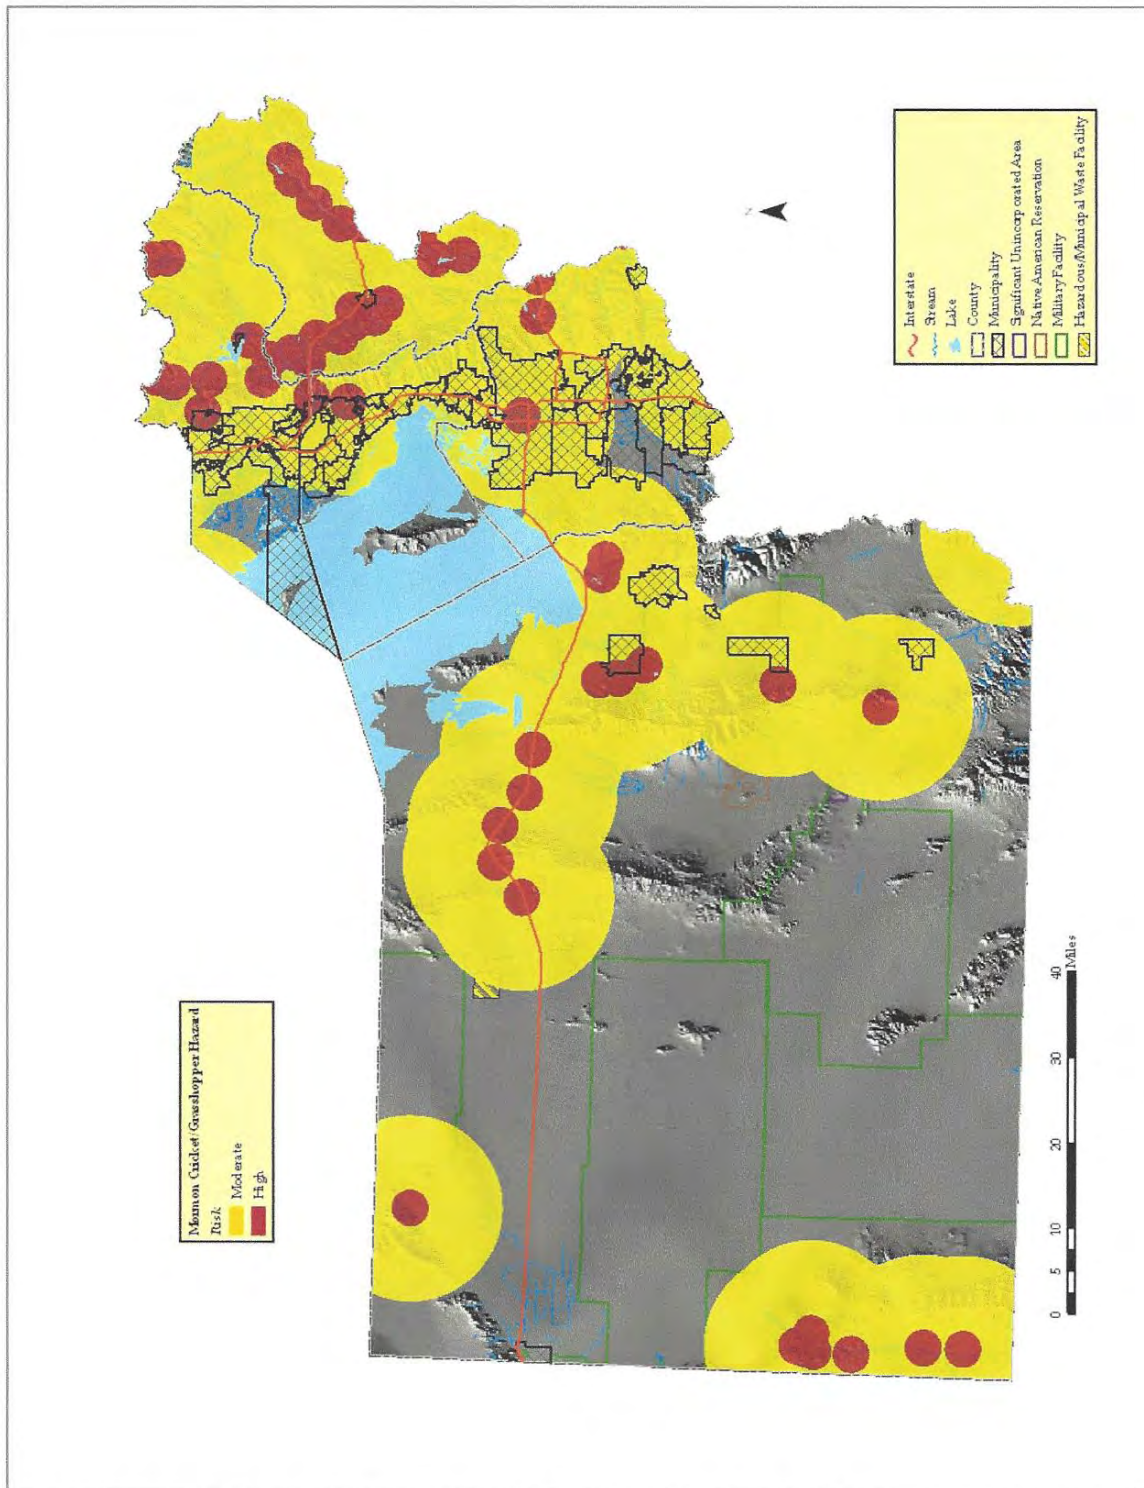 Mormon Cricket/Grasshopper Hazard
Risk
Moderate
High
N
Interstate
Stream
Lake
County
Municipality
Significant Unincorporated Area
Native American Reservation
Military Facility
Hazardous/Municipal Waste Facility
0 5 10 20 30 40
Miles